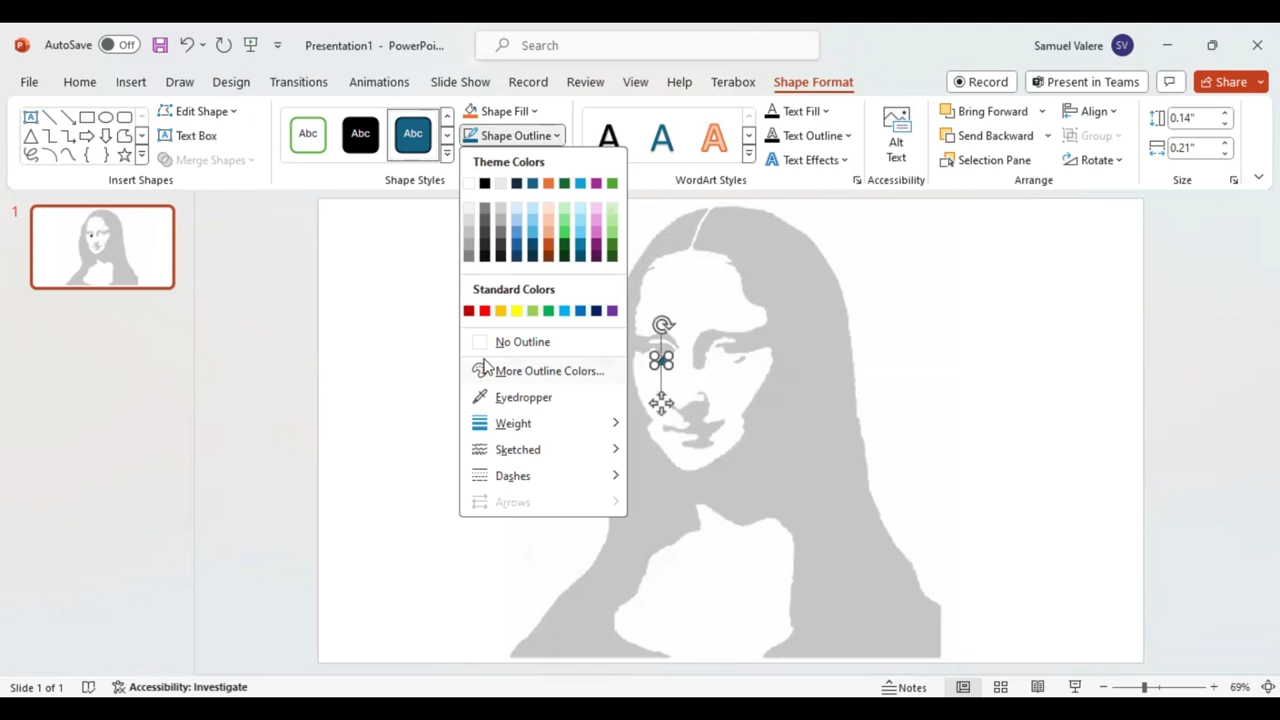 AutoSave Off Presentation1 - PowerPoi... Search Samuel Valere SV
File Home Insert Draw Design Transitions Animations Slide Show Record Review View Help Terabox Shape Format Record Present in Teams Share
Edit Shape
Text Box
Merge Shapes
Insert Shapes
Abc Abc Abc
Shape Fill
Shape Outline
Shape Styles
A A A
Text Fill
Text Outline
Text Effects
WordArt Styles
Alt
Text
Accessibility
Bring Forward
Send Backward
Selection Pane
Align
Group
Rotate
Arrange
0.14"
0.21"
Size
Theme Colors
Standard Colors
No Outline
More Outline Colors...
Eyedropper
Weight
Sketched
Dashes
Arrows
1
Slide 1 of 1 Accessibility: Investigate Notes 69%